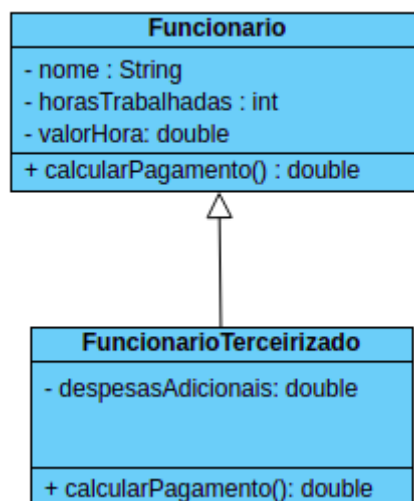 Funcionario
- nome : String
- horasTrabalhadas : int
- valorHora: double
+ calcularPagamento() : double
FuncionarioTerceirizado
- despesasAdicionais: double
+ calcularPagamento(): double